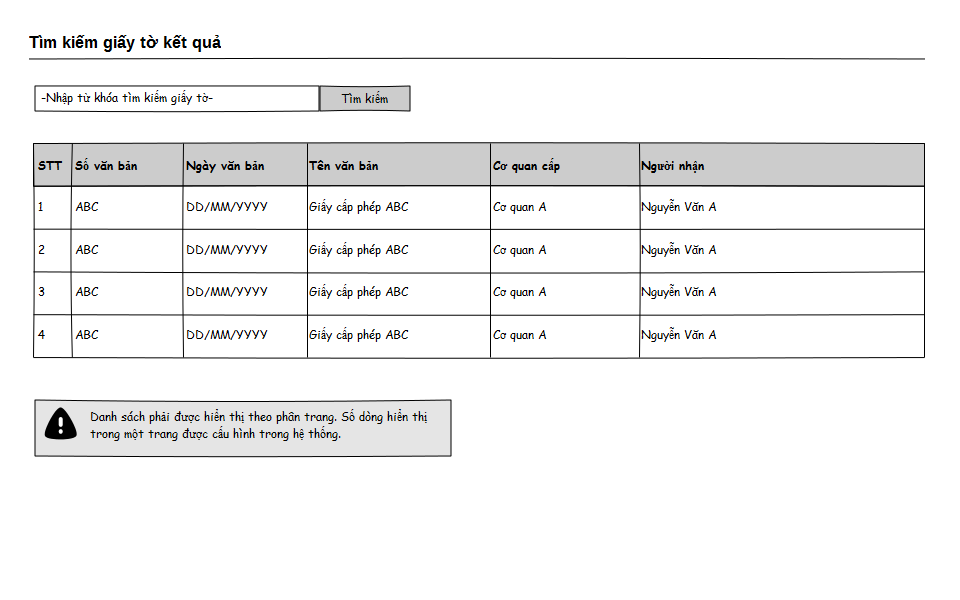 Tìm kiếm giấy tờ kết quả
-Nhập từ khóa tìm kiếm giấy tờ- Tìm kiếm
STT Số văn bản Ngày văn bản Tên văn bản Cơ quan cấp Người nhận
1 ABC DD/MM/YYYY Giấy cấp phép ABC Cơ quan A Nguyễn Văn A
2 ABC DD/MM/YYYY Giấy cấp phép ABC Cơ quan A Nguyễn Văn A
3 ABC DD/MM/YYYY Giấy cấp phép ABC Cơ quan A Nguyễn Văn A
4 ABC DD/MM/YYYY Giấy cấp phép ABC Cơ quan A Nguyễn Văn A
Danh sách phải được hiển thị theo phân trang. Số dòng hiển thị
trong một trang được cấu hình trong hệ thống.